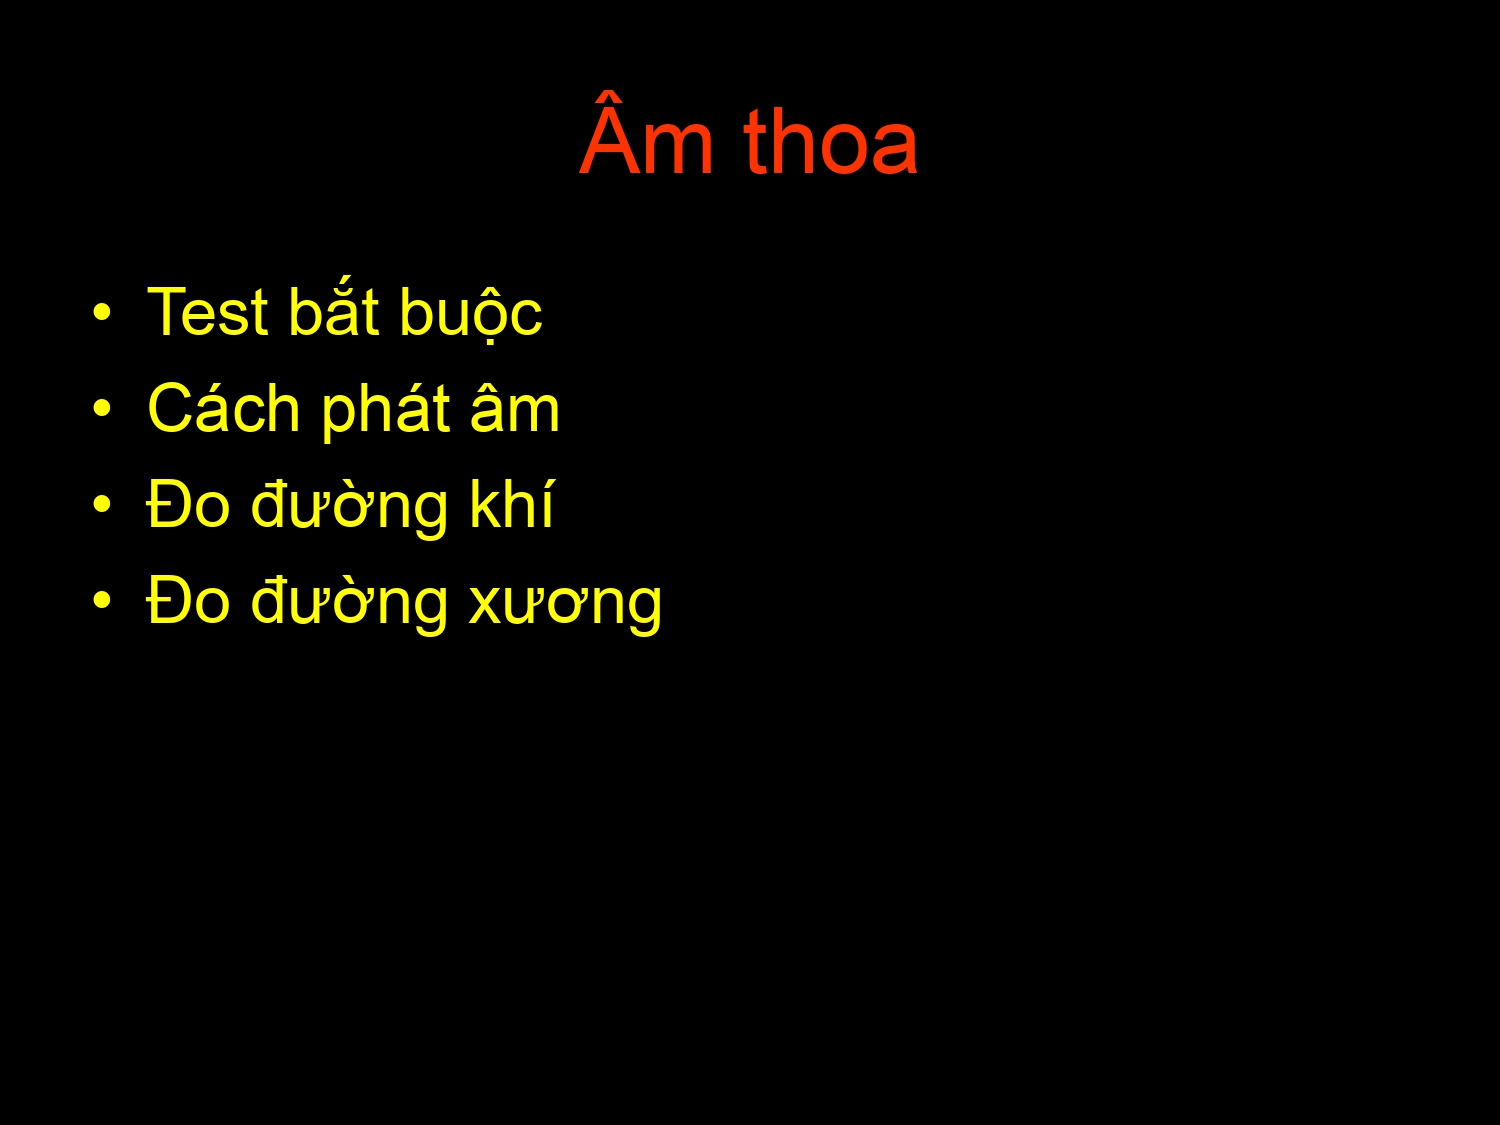 Âm thoa
• Test bắt buộc
• Cách phát âm
• Đo đường khí
• Đo đường xương